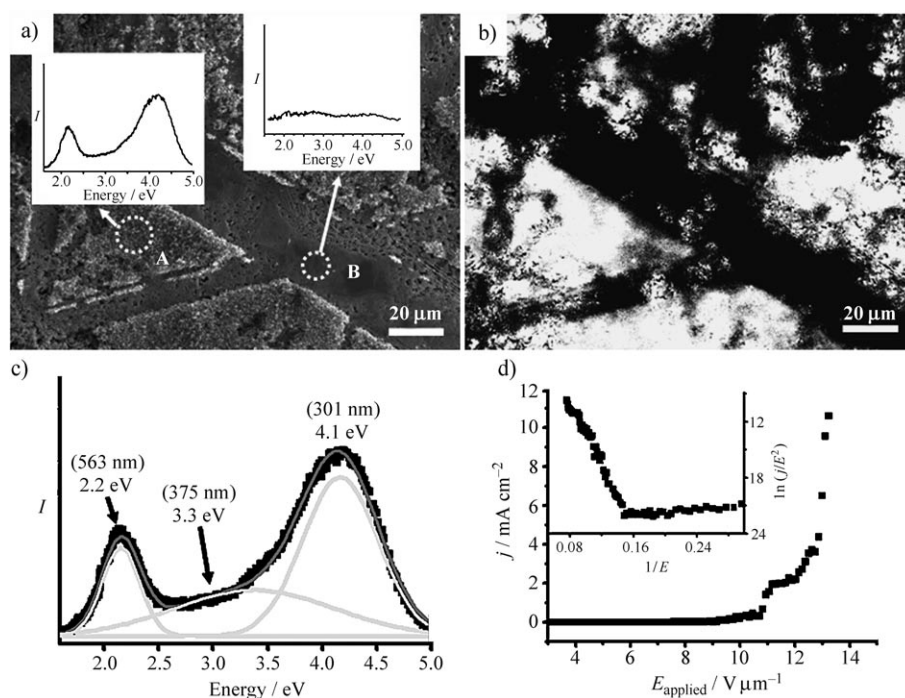 a)
I
2.0 3.0 4.0 5.0
Energy / eV
I
2.0 3.0 4.0 5.0
Energy / eV
A
B
20 µm
b)
20 µm
c)
(301 nm)
4.1 eV
(563 nm)
2.2 eV
(375 nm)
3.3 eV
I
2.0 2.5 3.0 3.5 4.0 4.5 5.0
Energy / eV
d)
12
10
8
6
4
2
0
j / mA cm⁻²
12
18
24
ln (j/E²)
0.08 0.16 0.24
1/E
4 6 8 10 12 14
E applied / V µm⁻¹